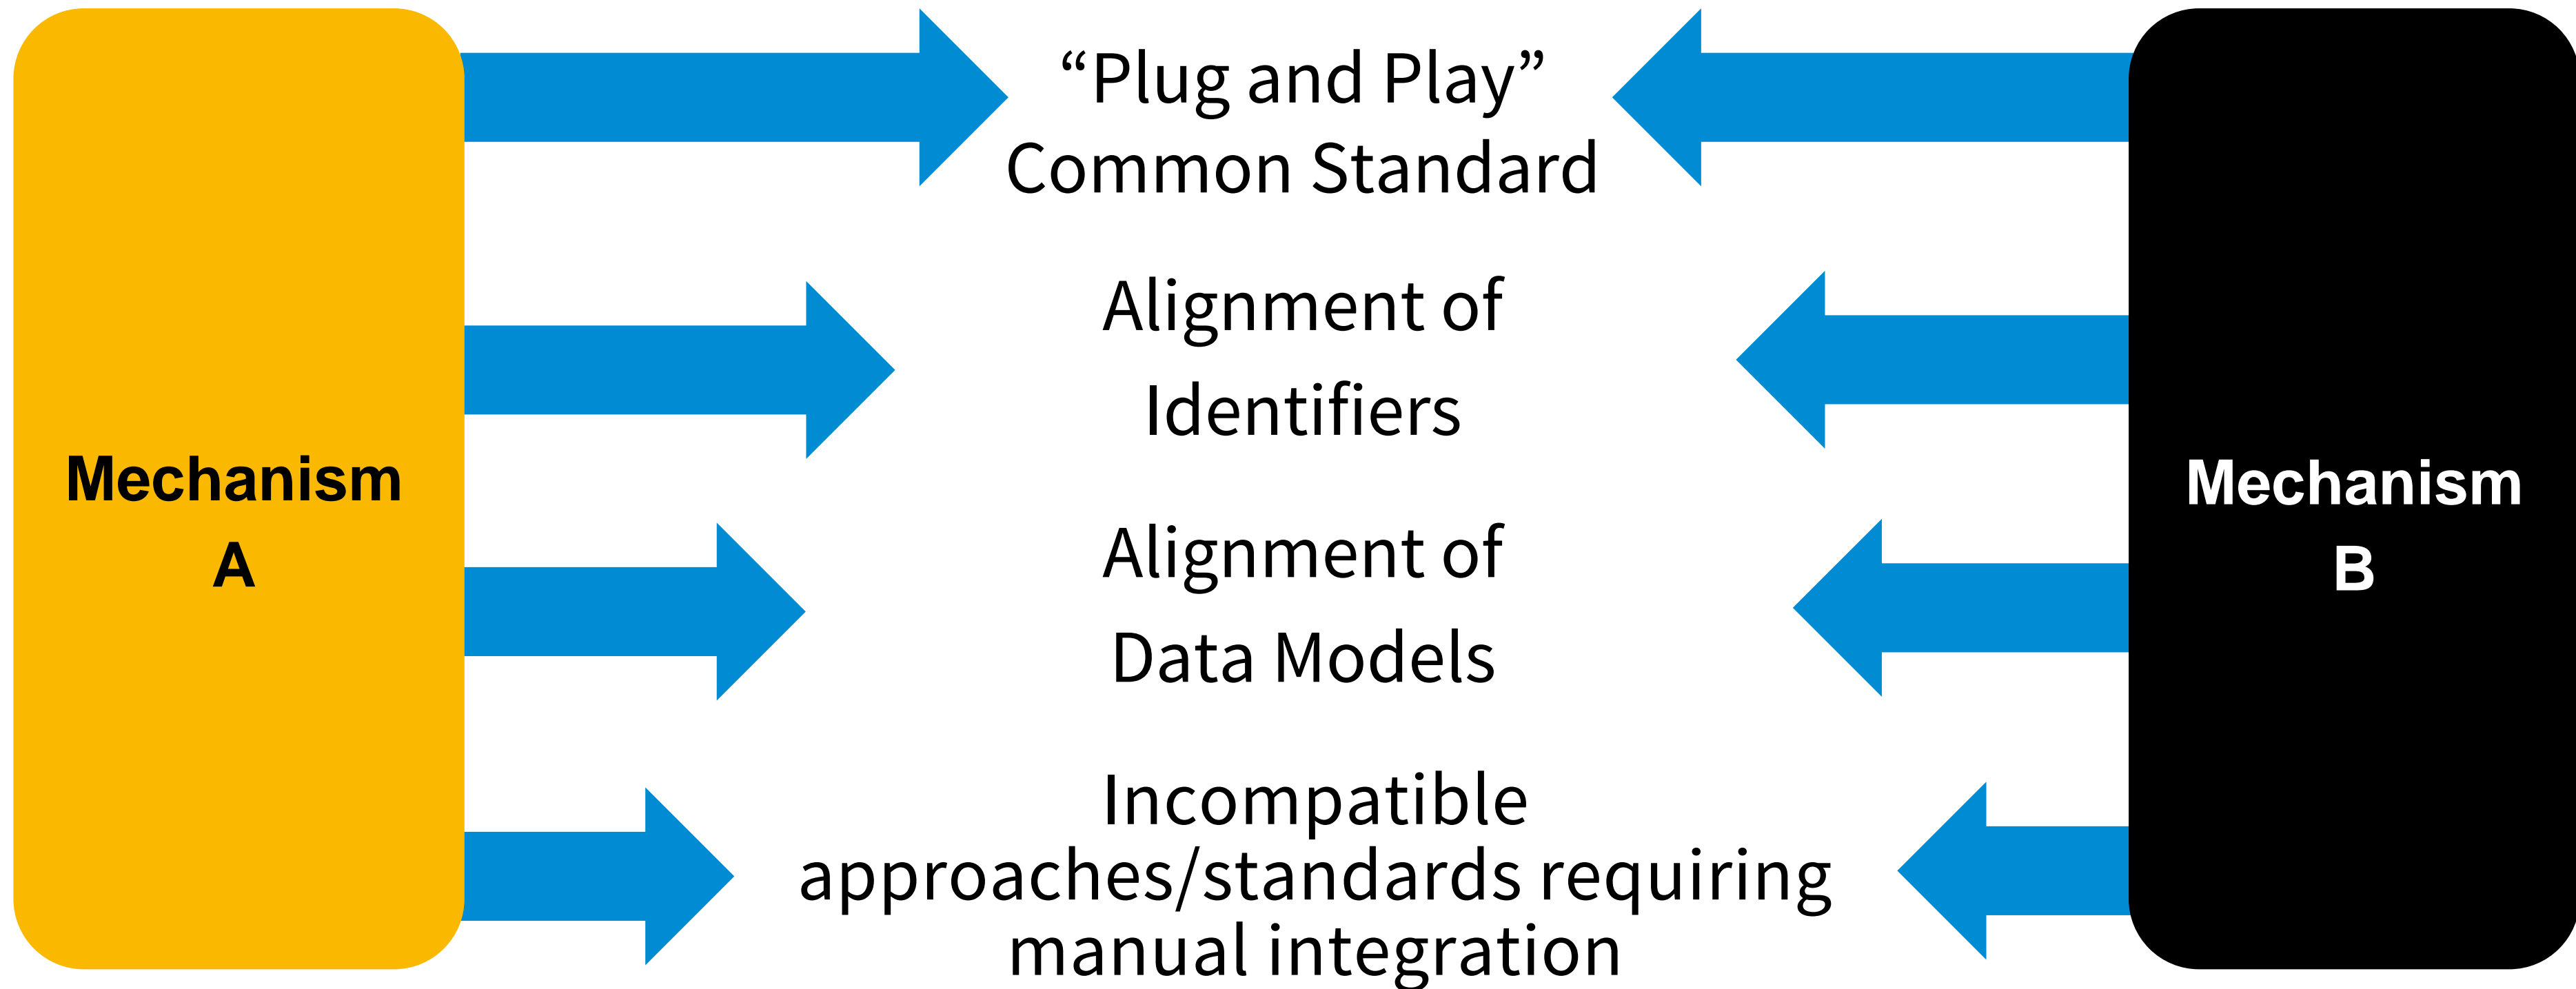 “Plug and Play”
Common Standard
Alignment of
Identifiers
Mechanism
A
Mechanism
B
Alignment of
Data Models
Incompatible
approaches/standards requiring
manual integration